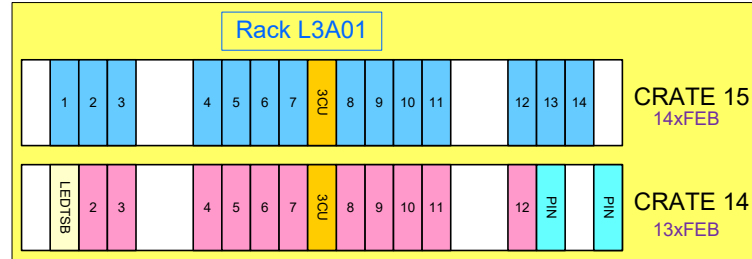 Rack L3A01
1 2 3 4 5 6 7 3CU 8 9 10 11 12 13 14
CRATE 15
14xFEB
LEDTSB 2 3 4 5 6 7 3CU 8 9 10 11 12 PIN PIN
CRATE 14
13xFEB